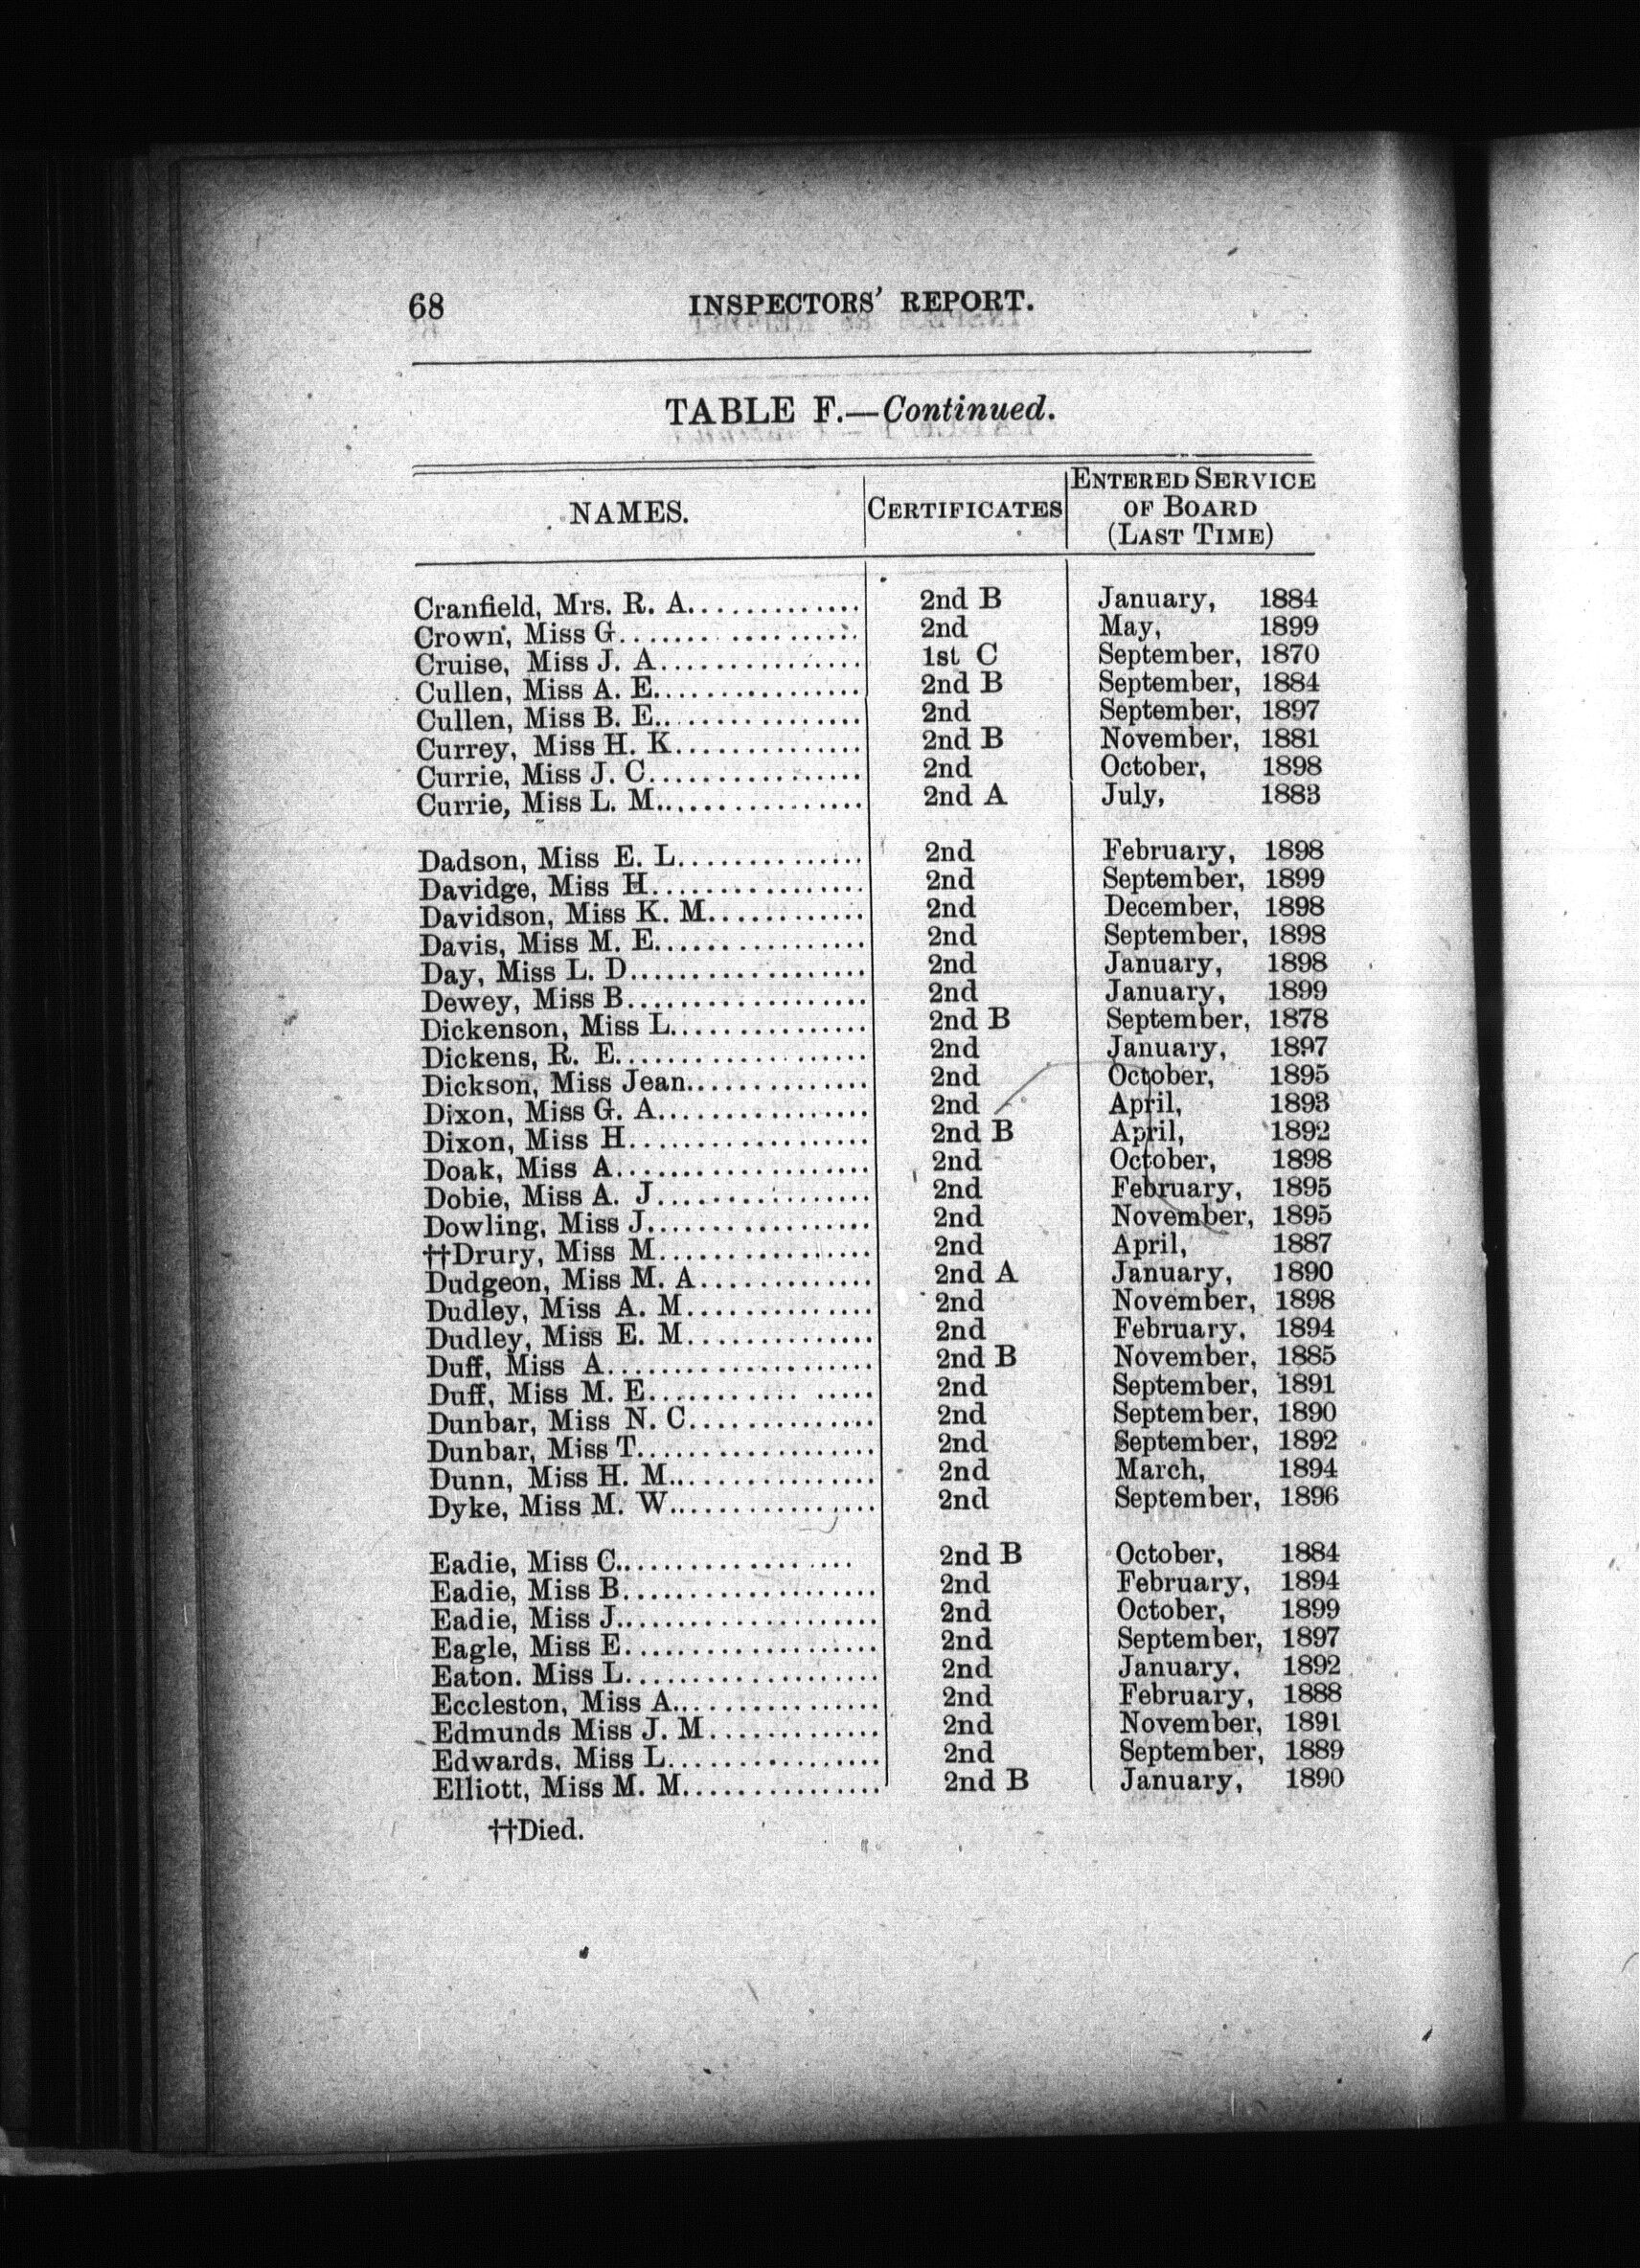 68 INSPECTORS' REPORT.
TABLE F.—Continued.
NAMES. CERTIFICATES ENTERED SERVICE OF BOARD (LAST TIME)
Cranfield, Mrs. R. A............. 2nd B January, 1884
Crown, Miss G.................. 2nd May, 1899
Cruise, Miss J. A............... 1st C September, 1870
Cullen, Miss A. E................ 2nd B September, 1884
Cullen, Miss B. E................ 2nd September, 1897
Currey, Miss H. K.............. 2nd B November, 1881
Currie, Miss J. C................ 2nd October, 1898
Currie, Miss L. M................ 2nd A July, 1883
Dadson, Miss E. L.............. 2nd February, 1898
Davidge, Miss H................ 2nd September, 1899
Davidson, Miss K. M............ 2nd December, 1898
Davis, Miss M. E................ 2nd September, 1898
Day, Miss L. D.................. 2nd January, 1898
Dewey, Miss B.................. 2nd January, 1899
Dickenson, Miss L............... 2nd B September, 1878
Dickens, R. E................... 2nd January, 1897
Dickson, Miss Jean.............. 2nd October, 1895
Dixon, Miss G. A................ 2nd April, 1893
Dixon, Miss H.................. 2nd B April, 1892
Doak, Miss A................... 2nd October, 1898
Dobie, Miss A. J................ 2nd February, 1895
Dowling, Miss J................. 2nd November, 1895
††Drury, Miss M................ 2nd April, 1887
Dudgeon, Miss M. A............. 2nd A January, 1890
Dudley, Miss A. M.............. 2nd November, 1898
Dudley, Miss E. M.............. 2nd February, 1894
Duff, Miss A.................... 2nd B November, 1885
Duff, Miss M. E........... ..... 2nd September, 1891
Dunbar, Miss N. C.............. 2nd September, 1890
Dunbar, Miss T.................. 2nd September, 1892
Dunn, Miss H. M................ 2nd March, 1894
Dyke, Miss M. W................ 2nd September, 1896
Eadie, Miss C.................. 2nd B October, 1884
Eadie, Miss B................... 2nd February, 1894
Eadie, Miss J.................... 2nd October, 1899
Eagle, Miss E................... 2nd September, 1897
Eaton. Miss L................... 2nd January, 1892
Eccleston, Miss A................ 2nd February, 1888
Edmunds Miss J. M............. 2nd November, 1891
Edwards, Miss L................ 2nd September, 1889
Elliott, Miss M. M............... 2nd B January, 1890
††Died.